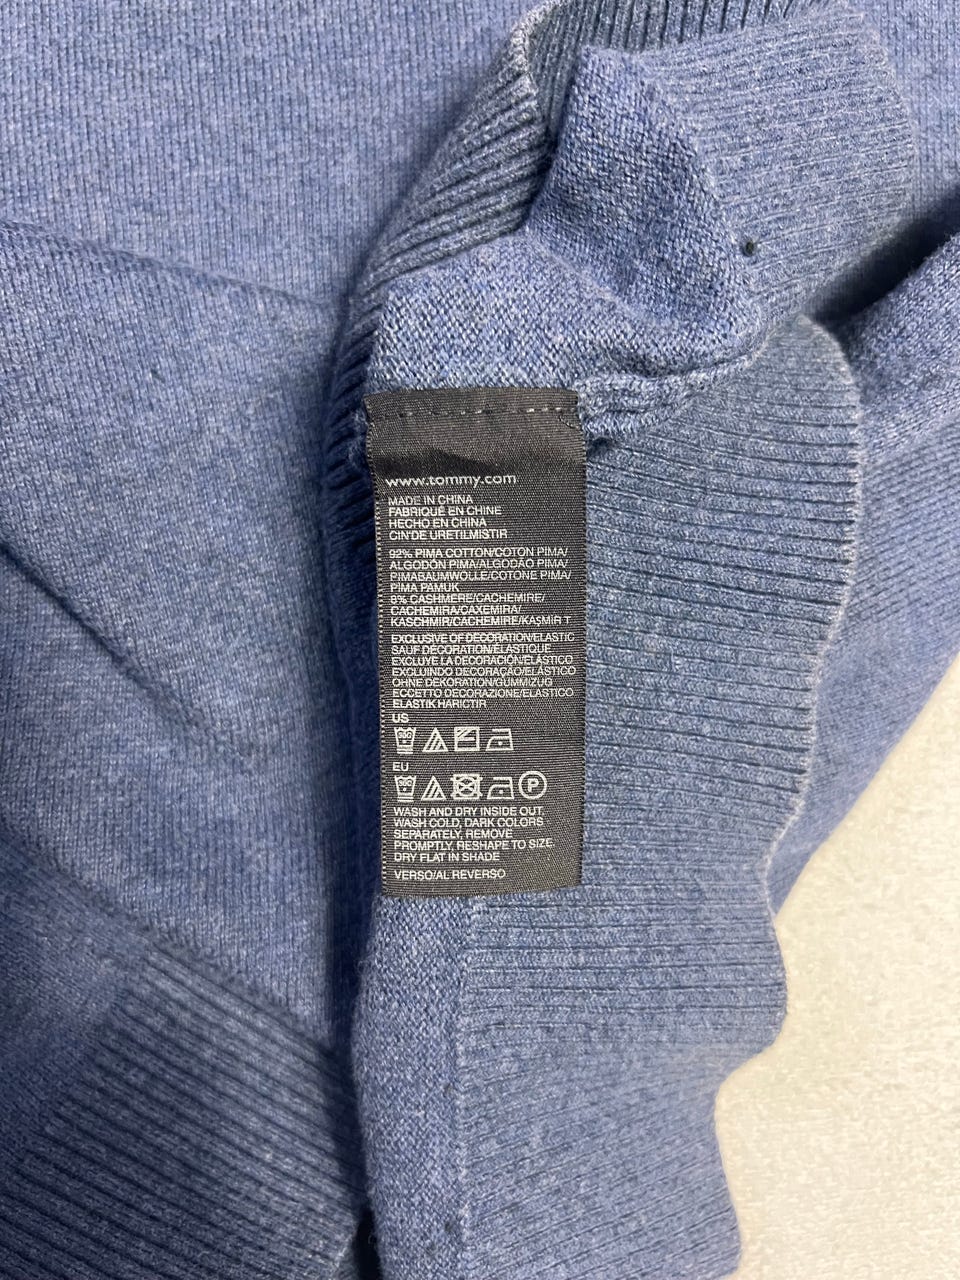 www.tommy.com
MADE IN CHINA
FABRIQUÉ EN CHINE
HECHO EN CHINA
CIN'DE URETILMISTIR
92% PIMA COTTON/COTON PIMA/
ALGODÓN PIMA/ALGODÃO PIMA/
PIMABAUMWOLLE/COTONE PIMA/
PIMA PAMUK
8% CASHMERE/CACHEMIRE/
CACHEMIRA/CAXEMIRA/
KASCHMIR/CACHEMIRE/KAŞMIR T
EXCLUSIVE OF DECORATION/ELASTIC
SAUF DÉCORATION/ÉLASTIQUE
EXCLUYE LA DECORACIÓN/ELÁSTICO
EXCLUINDO DECORAÇÃO/ELÁSTICO
OHNE DEKORATION/GUMMIZUG
ECCETTO DECORAZIONE/ELASTICO
ELASTIK HARICTIR
US
EU
P
WASH AND DRY INSIDE OUT,
WASH COLD, DARK COLORS
SEPARATELY, REMOVE
PROMPTLY, RESHAPE TO SIZE
DRY FLAT IN SHADE
VERSO/AL REVERSO